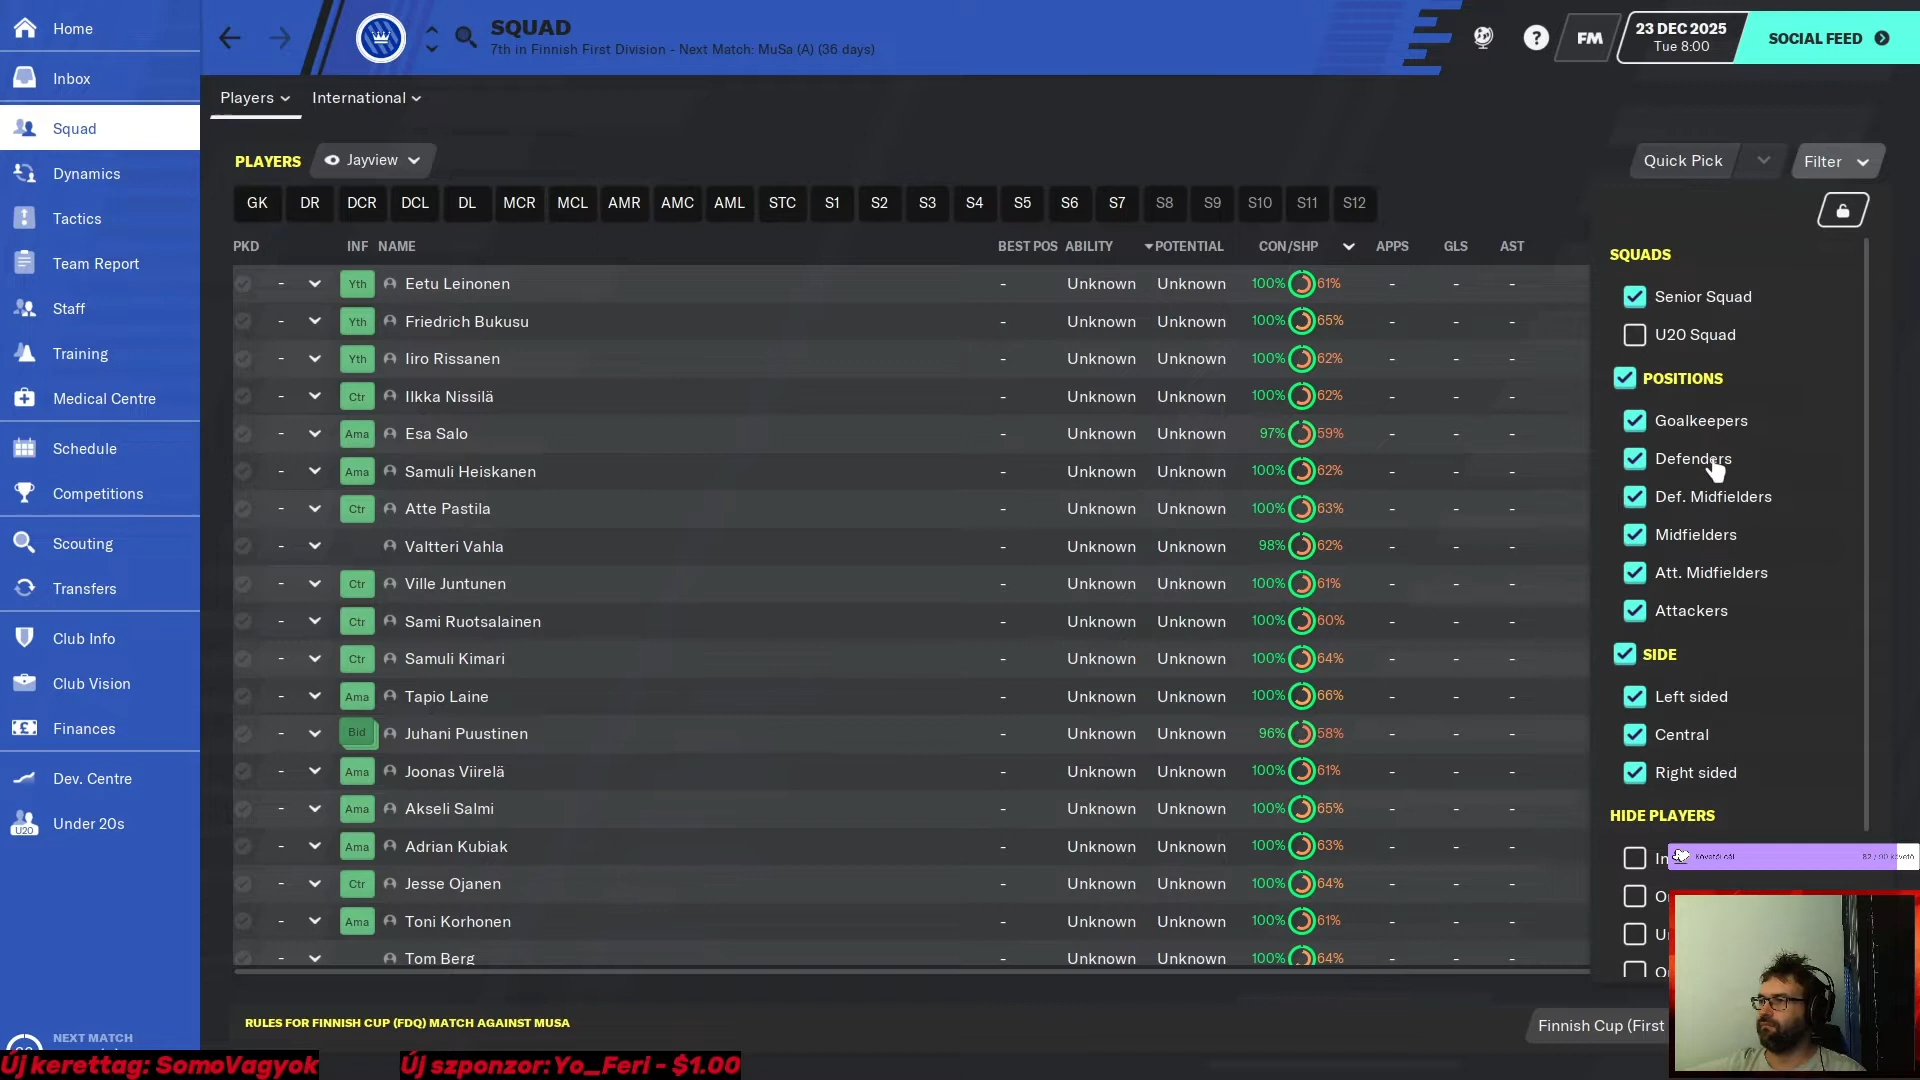 Home
Inbox
Squad
Dynamics
Tactics
Team Report
Staff
Training
Medical Centre
Schedule
Competitions
Scouting
Transfers
Club Info
Club Vision
Finances
Dev. Centre
Under 20s
U20
NEXT MATCH
SQUAD
7th in Finnish First Division - Next Match: MuSa (A) (36 days)
? FM
23 DEC 2025
Tue 8:00
SOCIAL FEED
Players International
PLAYERS Jayview
Quick Pick Filter
GK DR DCR DCL DL MCR MCL AMR AMC AML STC S1 S2 S3 S4 S5 S6 S7 S8 S9 S10 S11 S12
PKD INF NAME BEST POS ABILITY POTENTIAL CON/SHP APPS GLS AST
- Yth Eetu Leinonen - Unknown Unknown 100% 61% - - -
- Yth Friedrich Bukusu - Unknown Unknown 100% 65% - - -
- Yth Iiro Rissanen - Unknown Unknown 100% 62% - - -
- Ctr Ilkka Nissilä - Unknown Unknown 100% 62% - - -
- Ama Esa Salo - Unknown Unknown 97% 59% - - -
- Ama Samuli Heiskanen - Unknown Unknown 100% 62% - - -
- Ctr Atte Pastila - Unknown Unknown 100% 63% - - -
- Valtteri Vahla - Unknown Unknown 98% 62% - - -
- Ctr Ville Juntunen - Unknown Unknown 100% 61% - - -
- Ctr Sami Ruotsalainen - Unknown Unknown 100% 60% - - -
- Ctr Samuli Kimari - Unknown Unknown 100% 64% - - -
- Ama Tapio Laine - Unknown Unknown 100% 66% - - -
- Bid Juhani Puustinen - Unknown Unknown 96% 58% - - -
- Ama Joonas Viirelä - Unknown Unknown 100% 61% - - -
- Ama Akseli Salmi - Unknown Unknown 100% 65% - - -
- Ama Adrian Kubiak - Unknown Unknown 100% 63% - - -
- Ctr Jesse Ojanen - Unknown Unknown 100% 64% - - -
- Ama Toni Korhonen - Unknown Unknown 100% 61% - - -
- Tom Berg - Unknown Unknown 100% 64% - - -
SQUADS
Senior Squad
U20 Squad
POSITIONS
Goalkeepers
Defenders
Def. Midfielders
Midfielders
Att. Midfielders
Attackers
SIDE
Left sided
Central
Right sided
HIDE PLAYERS
Követői cél 82 / 90 Követő
RULES FOR FINNISH CUP (FDQ) MATCH AGAINST MUSA
Finnish Cup (First
Új kerettag: SomoVagyok
Új szponzor: Yo_Feri - $1.00